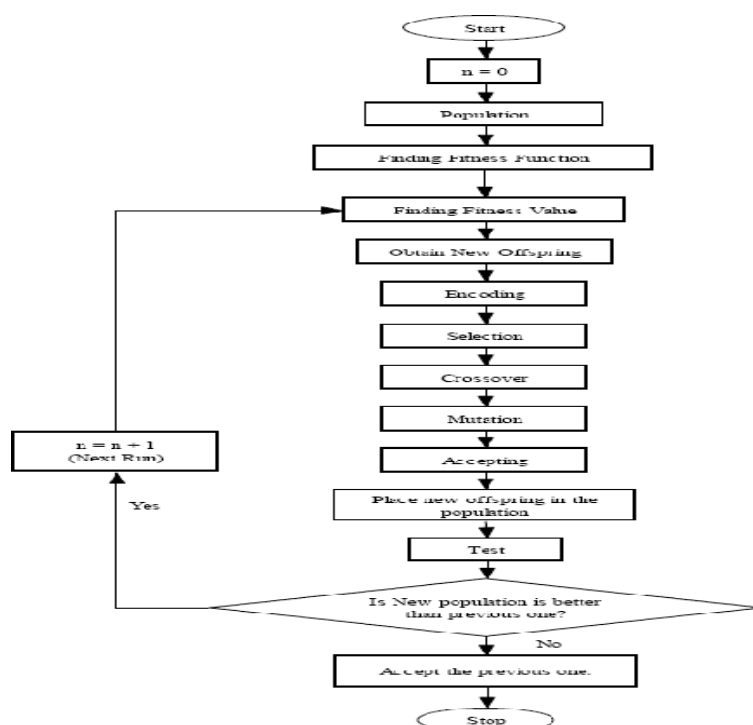 Start
n = 0
Population
Finding Fitness Function
Finding Fitness Value
Obtain New Offspring
Encoding
Selection
Crossover
Mutation
Accepting
Place new offspring in the
population
Test
Is New population is better
than previous one?
No
Accept the previous one.
Stop
n = n + 1
(Next Run)
Yes